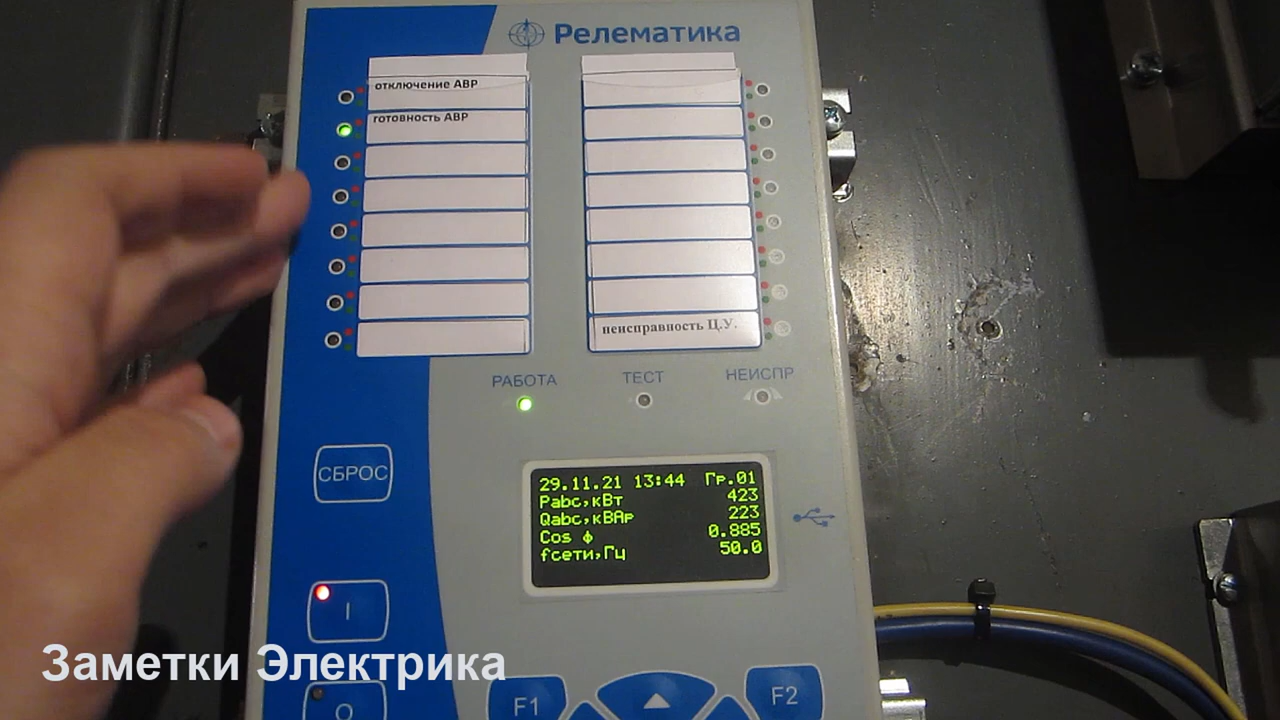 Релематика
отключение АВР
готовность АВР
неисправность Ц.У.
РАБОТА
ТЕСТ
НЕИСПР
СБРОС
29.11.21 13:44 Гр.01
Pabc,кВт 423
Qabc,кВАр 223
Cos ф 0.885
fсети,Гц 50.0
I
O
F1
F2
Заметки Электрика